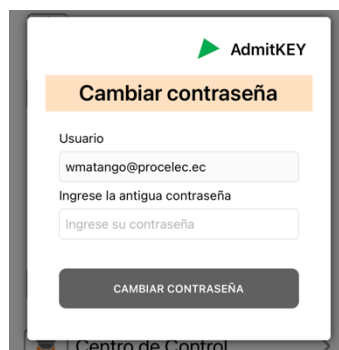 AdmitKEY
Cambiar contraseña
Usuario
wmatango@procelec.ec
Ingrese la antigua contraseña
Ingrese su contraseña
CAMBIAR CONTRASEÑA
Centro de Control